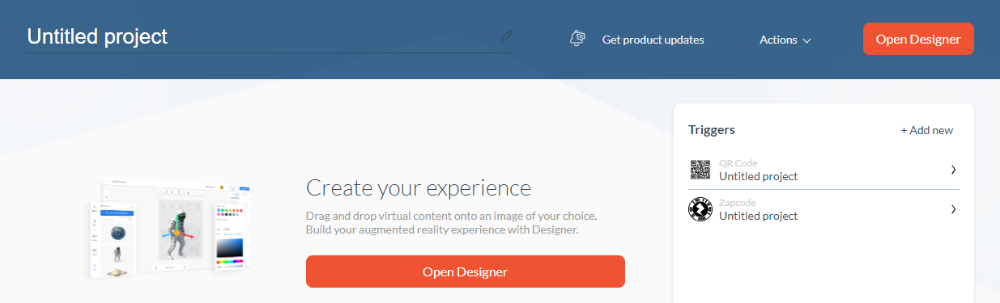 Untitled project
Get product updates
Actions
Open Designer
Triggers
+ Add new
QR Code
Untitled project
Zapcode
Untitled project
Create your experience
Drag and drop virtual content onto an image of your choice.
Build your augmented reality experience with Designer.
Open Designer
SPACE